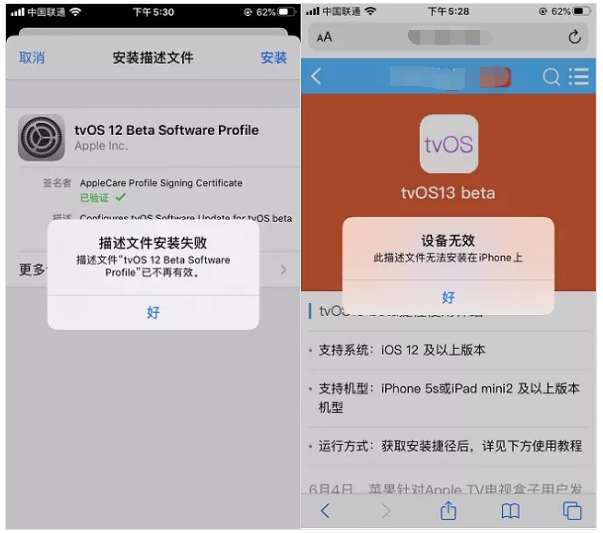 中国联通
下午5:30
62%
取消
安装描述文件
安装
tvOS 12 Beta Software Profile
Apple Inc.
签名者 AppleCare Profile Signing Certificate
已验证
描述 Configures tvOS Software Update for tvOS beta
更多
描述文件安装失败
描述文件“tvOS 12 Beta Software
Profile”已不再有效。
好
中国联通
下午5:28
62%
AA
tvOS
tvOS13 beta
设备无效
此描述文件无法安装在iPhone上
好
支持系统：iOS 12 及以上版本
支持机型：iPhone 5s或iPad mini2 及以上版本
机型
运行方式：获取安装捷径后，详见下方使用教程
6月4日，苹果针对Apple TV电视盒子用户发